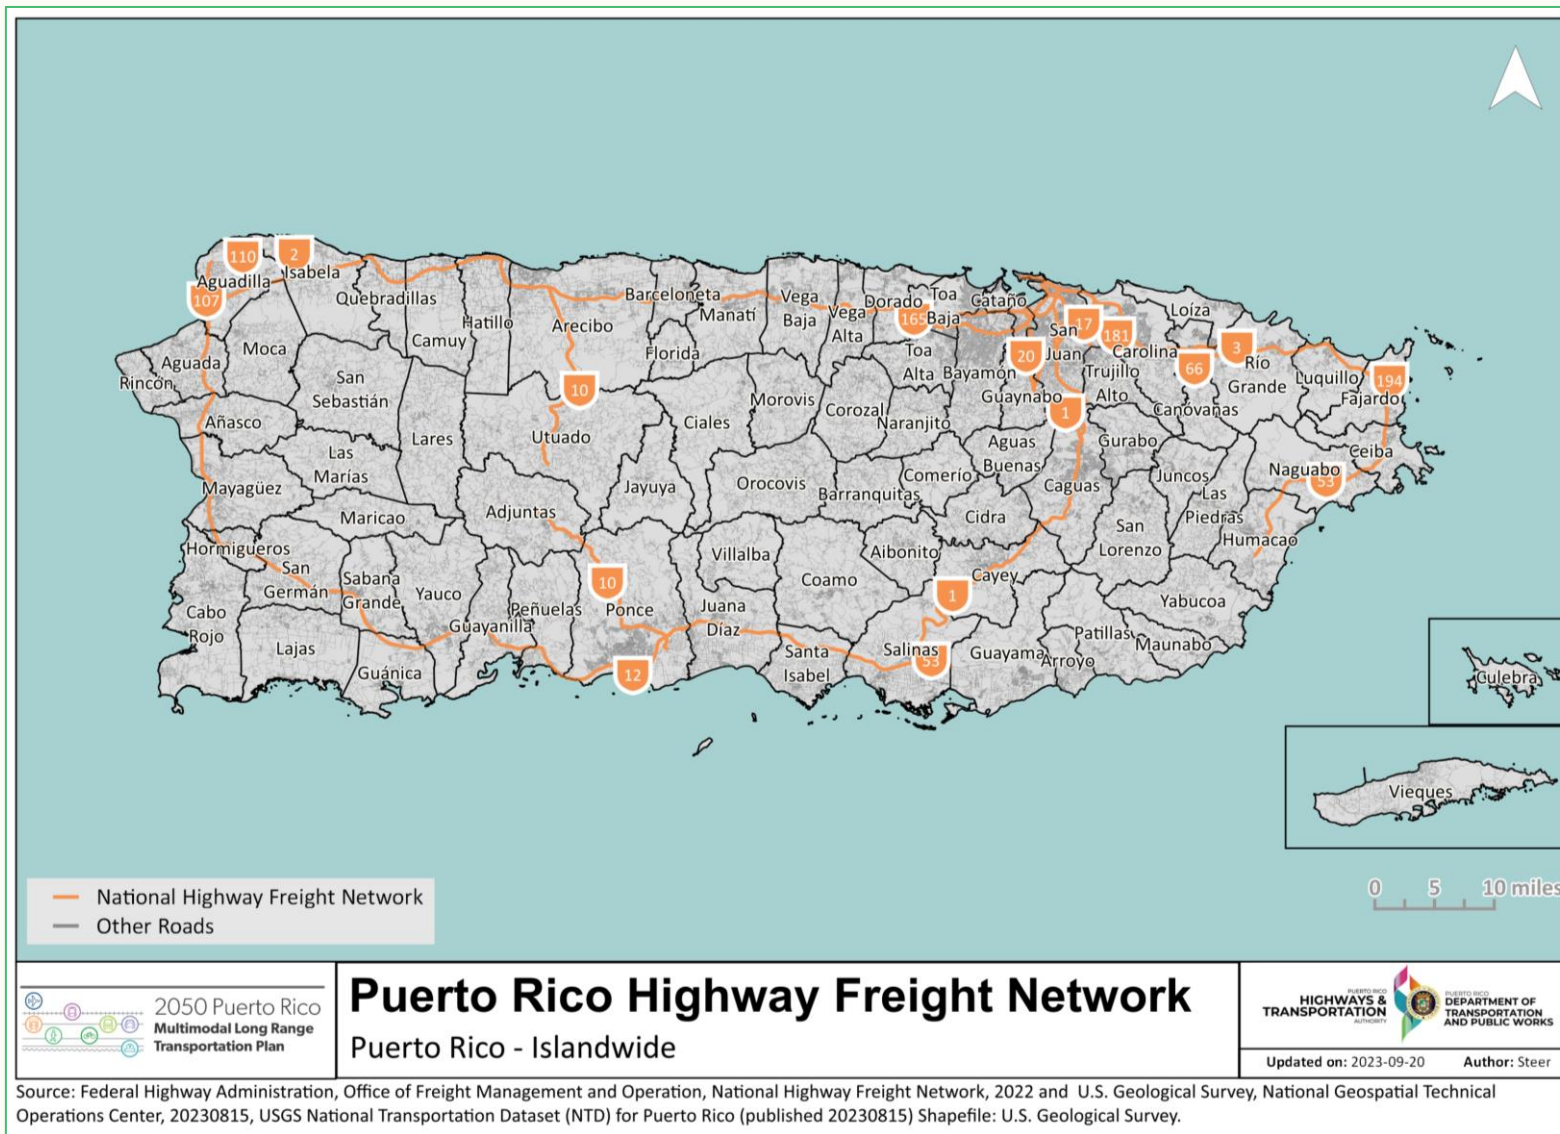 110
2
Isabela
Aguadilla
107
Quebradillas
Hatillo
Camuy
Arecibo
Barceloneta
Manatí
Florida
Vega
Baja
Vega
Alta
Dorado
165
Toa
Baja
Cataño
Toa
Alta
Bayamón
20
San
Juan
17
181
Carolina
Loíza
Trujillo
Alto
Guaynabo
1
66
3
Río
Grande
Canóvanas
Luquillo
194
Fajardo
Ceiba
Naguabo
53
Humacao
Aguada
Rincón
Moca
San
Sebastián
Añasco
Las
Marías
Lares
10
Utuado
Mayagüez
Maricao
Adjuntas
Jayuya
Ciales
Morovis
Corozal
Naranjito
Orocovis
Barranquitas
Comerío
Aguas
Buenas
Gurabo
Caguas
Juncos
Las
Piedras
Cidra
San
Lorenzo
Aibonito
Cayey
Hormigueros
San
Germán
Sabana
Grande
Yauco
Cabo
Rojo
Lajas
Guánica
Guayanilla
Peñuelas
10
Ponce
12
Villalba
Juana
Díaz
Coamo
Santa
Isabel
Salinas
1
53
Guayama
Arroyo
Patillas
Maunabo
Yabucoa
Culebra
Vieques
0 5 10 miles
National Highway Freight Network
Other Roads
2050 Puerto Rico
Multimodal Long Range
Transportation Plan
Puerto Rico Highway Freight Network
Puerto Rico - Islandwide
PUERTO RICO
HIGHWAYS &
TRANSPORTATION
AUTHORITY
PUERTO RICO
DEPARTMENT OF
TRANSPORTATION
AND PUBLIC WORKS
Updated on: 2023-09-20 Author: Steer
Source: Federal Highway Administration, Office of Freight Management and Operation, National Highway Freight Network, 2022 and U.S. Geological Survey, National Geospatial Technical
Operations Center, 20230815, USGS National Transportation Dataset (NTD) for Puerto Rico (published 20230815) Shapefile: U.S. Geological Survey.